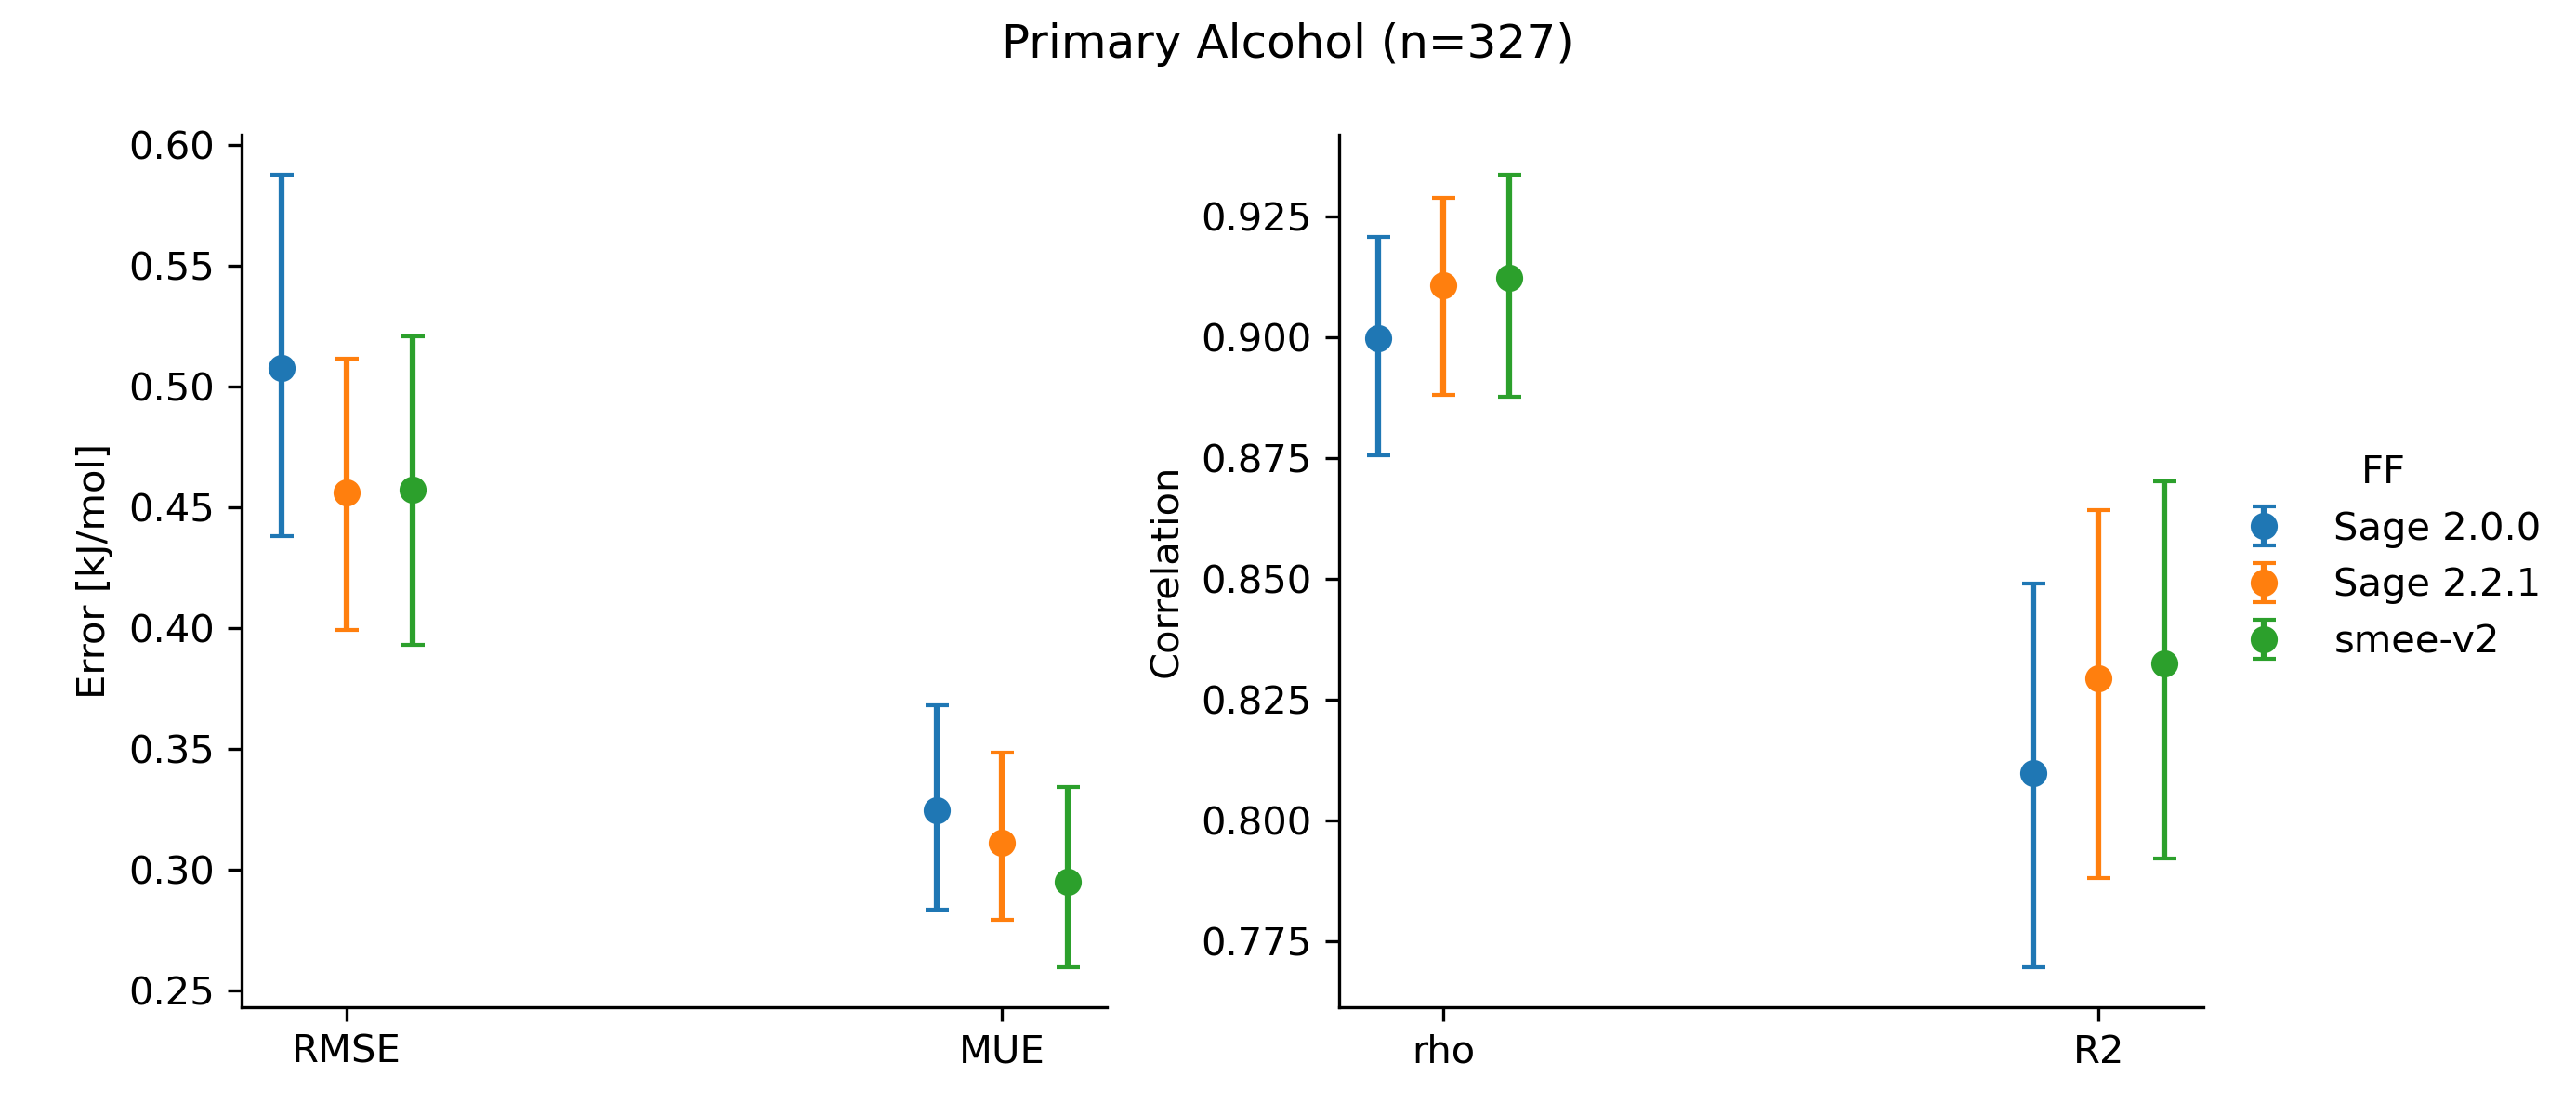 Primary Alcohol (n=327)
Error [kJ/mol]
0.60
0.55
0.50
0.45
0.40
0.35
0.30
0.25
RMSE
MUE
Correlation
0.925
0.900
0.875
0.850
0.825
0.800
0.775
rho
R2
FF
Sage 2.0.0
Sage 2.2.1
smee-v2